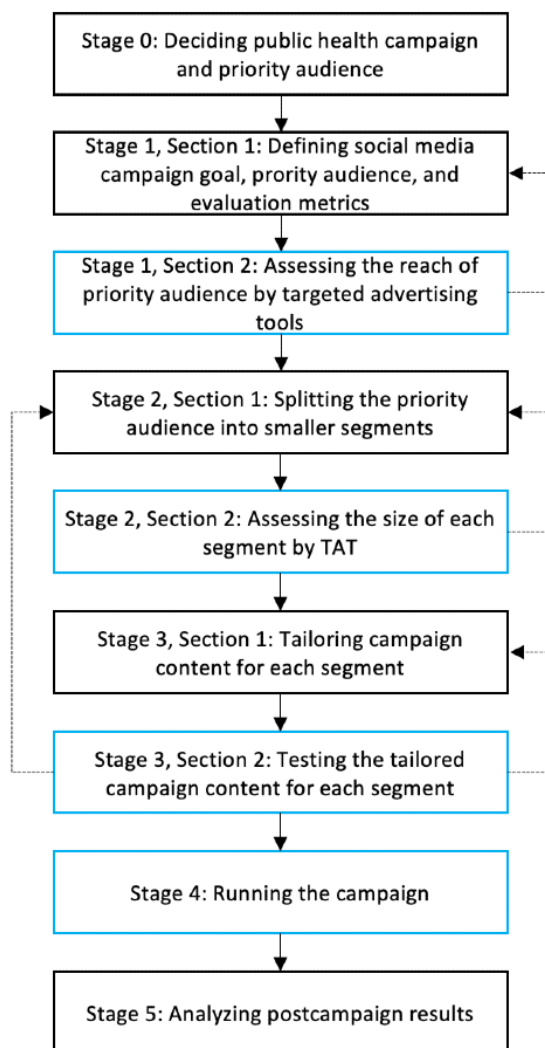 Stage 0: Deciding public health campaign
and priority audience
Stage 1, Section 1: Defining social media
campaign goal, prority audience, and
evaluation metrics
Stage 1, Section 2: Assessing the reach of
priority audience by targeted advertising
tools
Stage 2, Section 1: Splitting the priority
audience into smaller segments
Stage 2, Section 2: Assessing the size of each
segment by TAT
Stage 3, Section 1: Tailoring campaign
content for each segment
Stage 3, Section 2: Testing the tailored
campaign content for each segment
Stage 4: Running the campaign
Stage 5: Analyzing postcampaign results